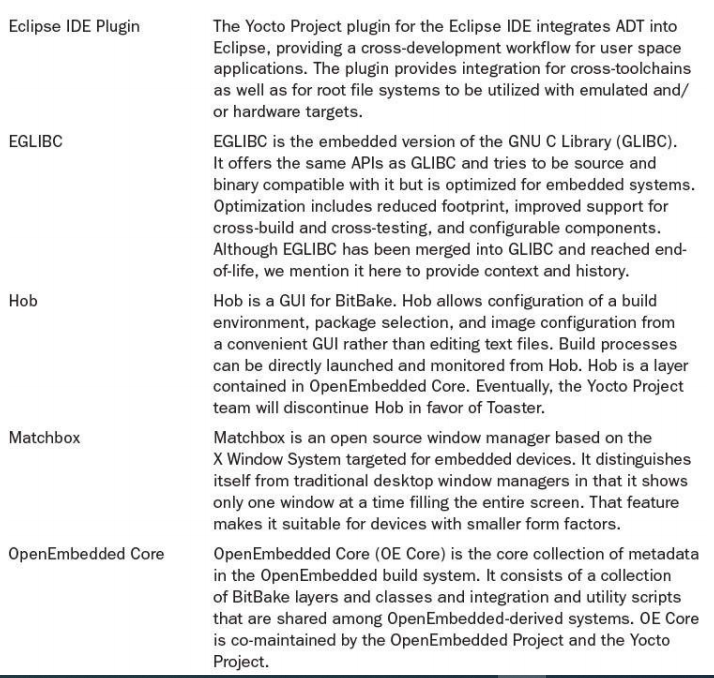 Eclipse IDE Plugin The Yocto Project plugin for the Eclipse IDE integrates ADT into
Eclipse, providing a cross-development workflow for user space
applications. The plugin provides integration for cross-toolchains
as well as for root file systems to be utilized with emulated and/
or hardware targets.
EGLIBC EGLIBC is the embedded version of the GNU C Library (GLIBC).
It offers the same APIs as GLIBC and tries to be source and
binary compatible with it but is optimized for embedded systems.
Optimization includes reduced footprint, improved support for
cross-build and cross-testing, and configurable components.
Although EGLIBC has been merged into GLIBC and reached end-
of-life, we mention it here to provide context and history.
Hob Hob is a GUI for BitBake. Hob allows configuration of a build
environment, package selection, and image configuration from
a convenient GUI rather than editing text files. Build processes
can be directly launched and monitored from Hob. Hob is a layer
contained in OpenEmbedded Core. Eventually, the Yocto Project
team will discontinue Hob in favor of Toaster.
Matchbox Matchbox is an open source window manager based on the
X Window System targeted for embedded devices. It distinguishes
itself from traditional desktop window managers in that it shows
only one window at a time filling the entire screen. That feature
makes it suitable for devices with smaller form factors.
OpenEmbedded Core OpenEmbedded Core (OE Core) is the core collection of metadata
in the OpenEmbedded build system. It consists of a collection
of BitBake layers and classes and integration and utility scripts
that are shared among OpenEmbedded-derived systems. OE Core
is co-maintained by the OpenEmbedded Project and the Yocto
Project.